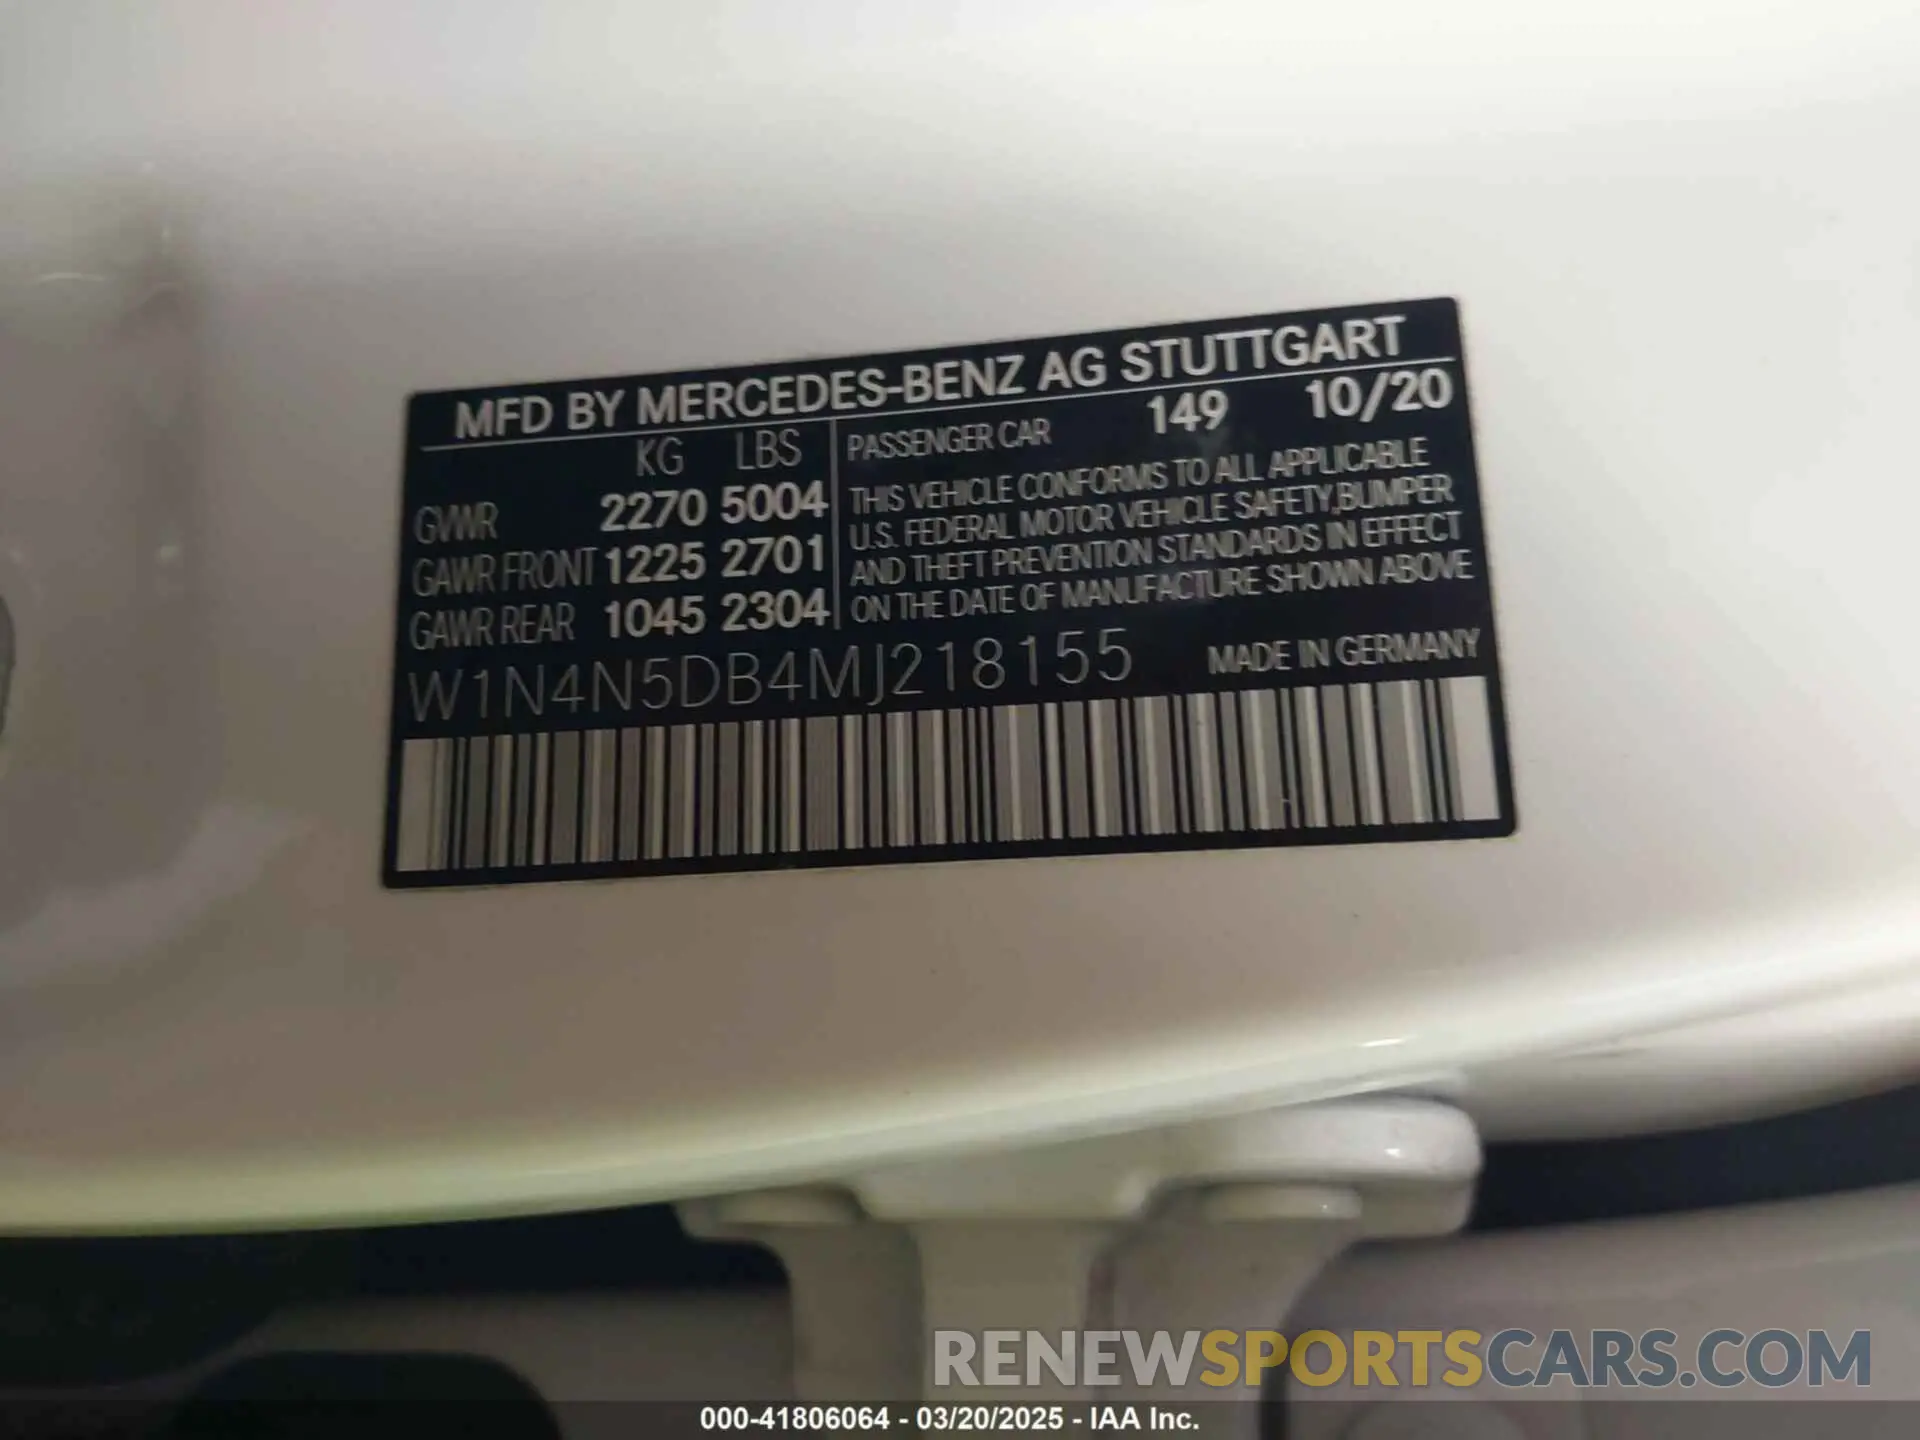 MFD BY MERCEDES-BENZ AG STUTTGART
KG LBS
GVWR 2270 5004
GAWR FRONT 1225 2701
GAWR REAR 1045 2304
PASSENGER CAR 149 10/20
THIS VEHICLE CONFORMS TO ALL APPLICABLE
U.S. FEDERAL MOTOR VEHICLE SAFETY,BUMPER
AND THEFT PREVENTION STANDARDS IN EFFECT
ON THE DATE OF MANUFACTURE SHOWN ABOVE
W1N4N5DB4MJ218155 MADE IN GERMANY
RENEWSPORTSCARS.COM
000-41806064 - 03/20/2025 - IAA Inc.